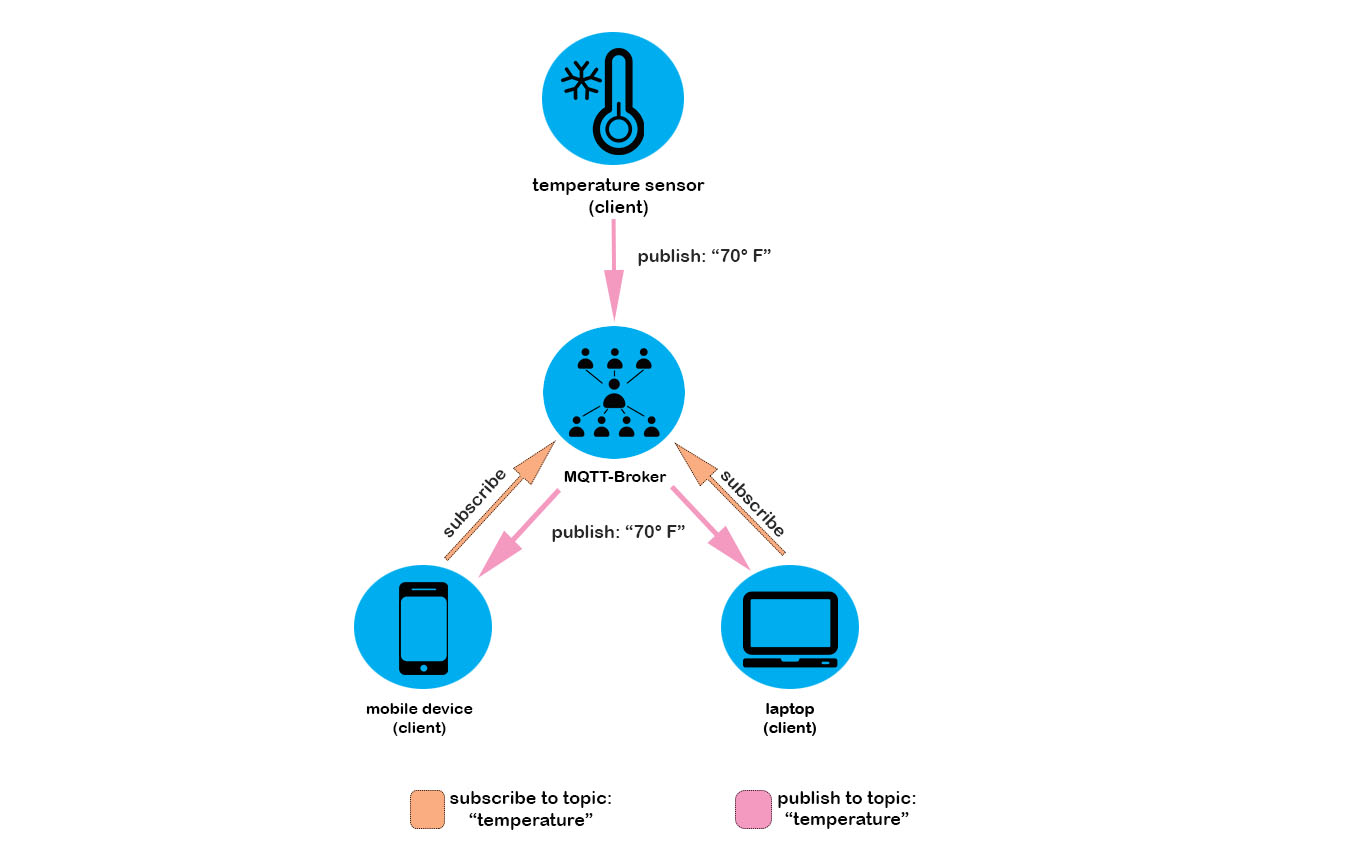 temperature sensor
(client)
publish: “70° F”
MQTT-Broker
subscribe
subscribe
publish: “70° F”
mobile device
(client)
laptop
(client)
subscribe to topic:
“temperature”
publish to topic:
“temperature”